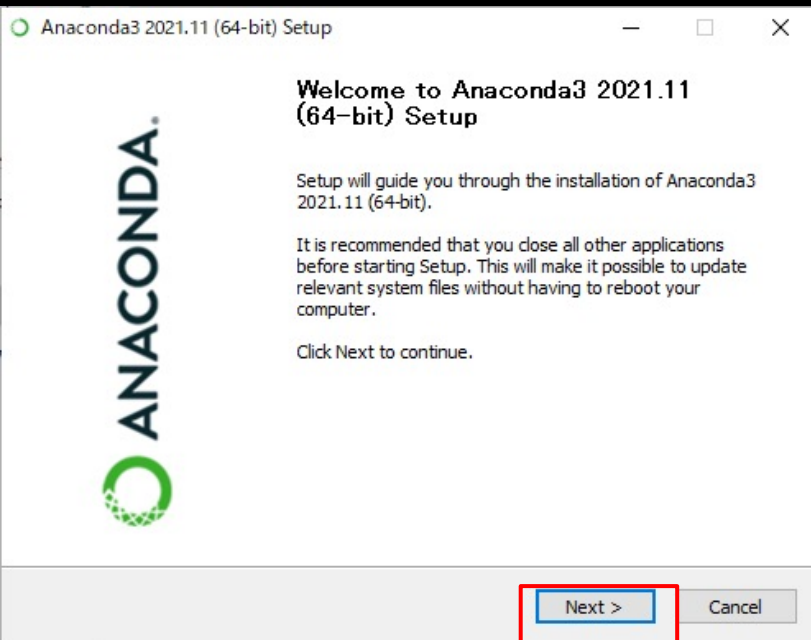 Anaconda3 2021.11 (64-bit) Setup
Welcome to Anaconda3 2021.11
(64-bit) Setup
ANACONDA.
Setup will guide you through the installation of Anaconda3
2021.11 (64-bit).
It is recommended that you close all other applications
before starting Setup. This will make it possible to update
relevant system files without having to reboot your
computer.
Click Next to continue.
Next >
Cancel